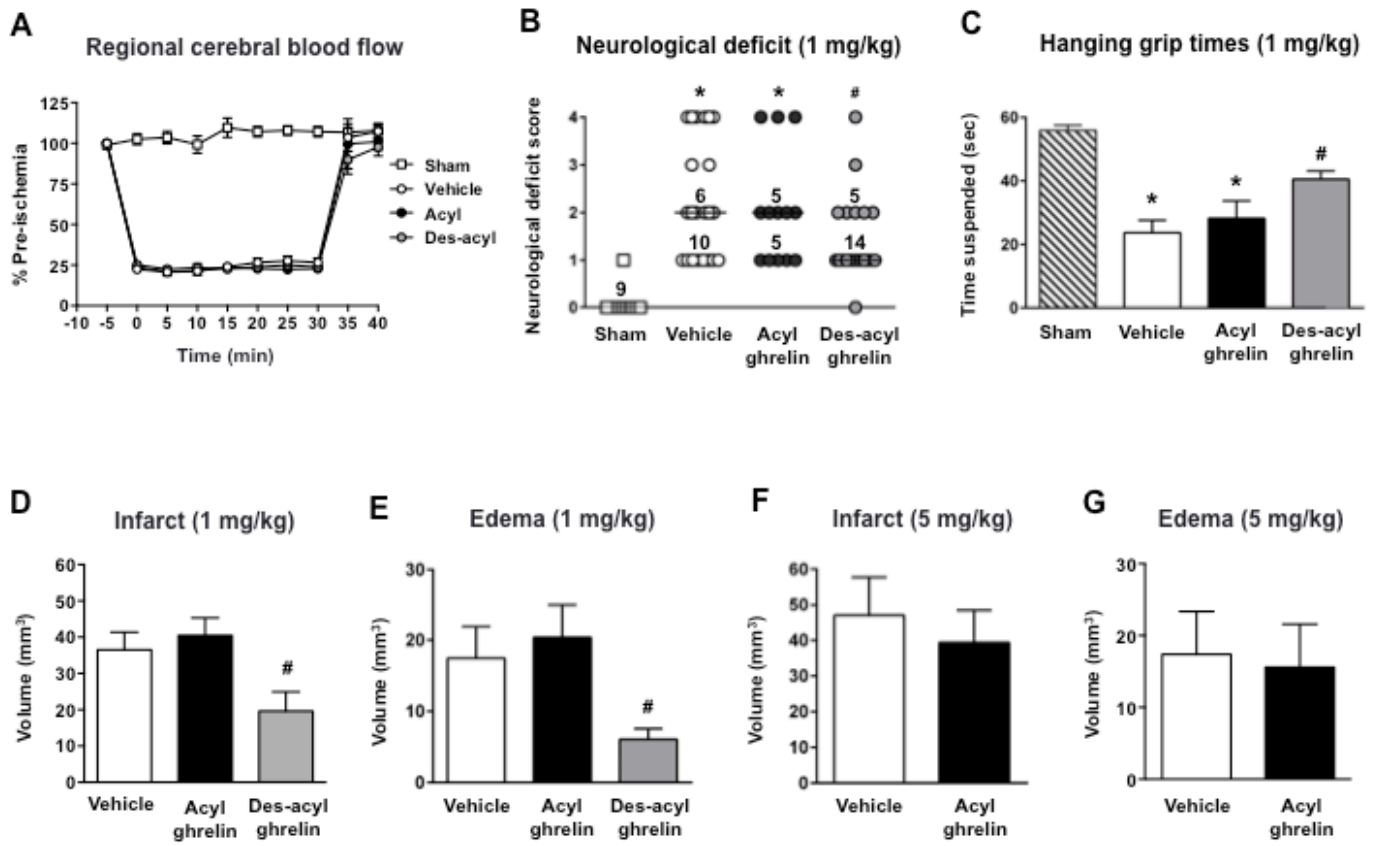 A
Regional cerebral blood flow
% Pre-ischemia
125
100
75
50
25
0
-10 -5 0 5 10 15 20 25 30 35 40
Time (min)
Sham
Vehicle
Acyl
Des-acyl
B
Neurological deficit (1 mg/kg)
Neurological deficit score
* * #
4
3
2
1
0
6 5 5
10 5 14
9
Sham Vehicle Acyl ghrelin Des-acyl ghrelin
C
Hanging grip times (1 mg/kg)
Time suspended (sec)
60
40
20
0
* * #
Sham Vehicle Acyl ghrelin Des-acyl ghrelin
D
Infarct (1 mg/kg)
Volume (mm³)
60
50
40
30
20
10
0
#
Vehicle Acyl ghrelin Des-acyl ghrelin
E
Edema (1 mg/kg)
Volume (mm³)
30
20
10
0
#
Vehicle Acyl ghrelin Des-acyl ghrelin
F
Infarct (5 mg/kg)
Volume (mm³)
60
50
40
30
20
10
0
Vehicle Acyl ghrelin
G
Edema (5 mg/kg)
Volume (mm³)
30
20
10
0
Vehicle Acyl ghrelin